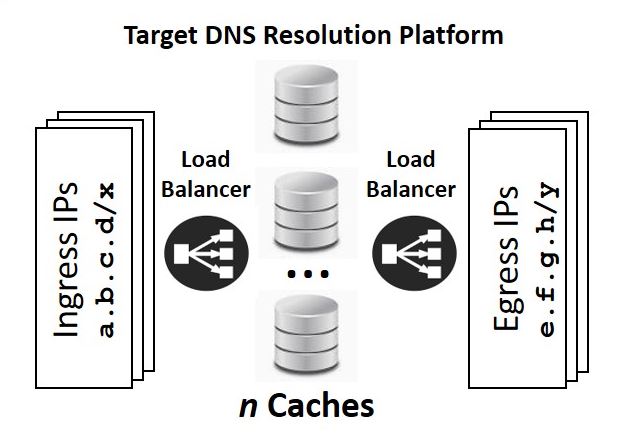 Target DNS Resolution Platform
Ingress IPs
a.b.c.d/x
Load
Balancer
...
Load
Balancer
Egress IPs
e.f.g.h/y
n Caches